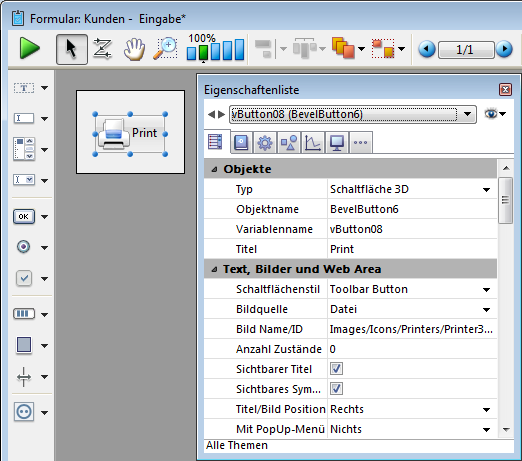 Formular: Kunden -  Eingabe*
100%
1/1
T
I
I
OK
Print
Eigenschaftenliste
vButton08 (BevelButton6)
Objekte
Typ Schaltfläche 3D
Objektname BevelButton6
Variablenname vButton08
Titel Print
Text, Bilder und Web Area
Schaltflächenstil Toolbar Button
Bildquelle Datei
Bild Name/ID Images/Icons/Printers/Printer3...
Anzahl Zustände 0
Sichtbarer Titel
Sichtbares Sym...
Titel/Bild Position Rechts
Mit PopUp-Menü Nichts
Alle Themen